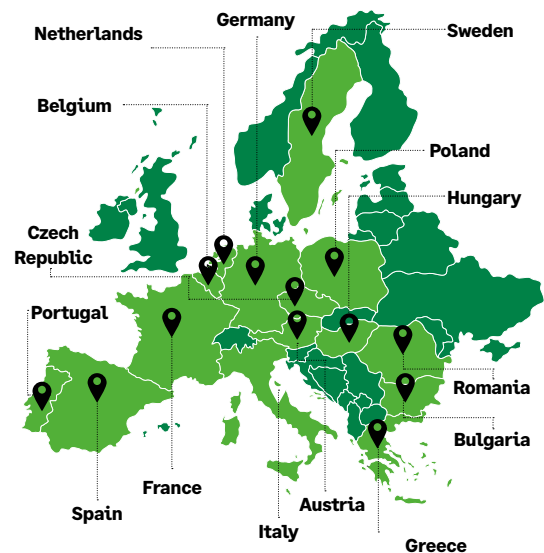 Germany
Netherlands
Sweden
Belgium
Poland
Hungary
Czech
Republic
Portugal
Romania
Bulgaria
France
Austria
Spain
Italy
Greece